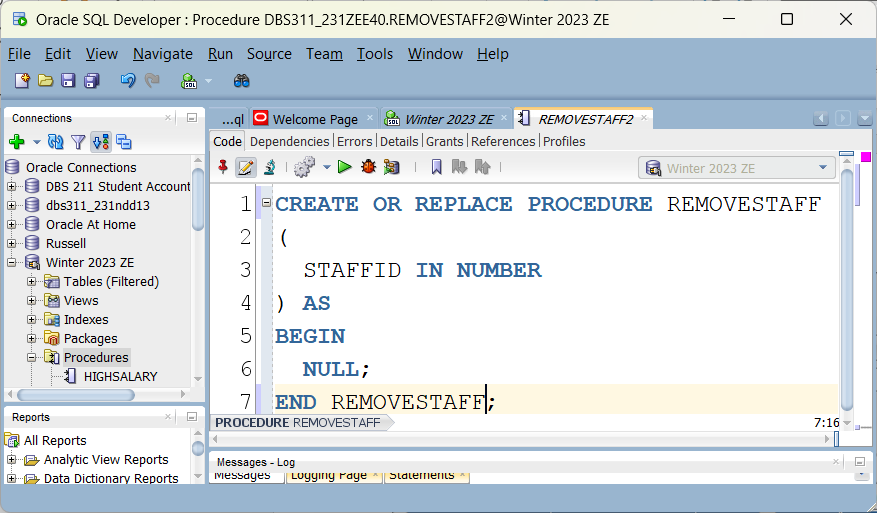 Oracle SQL Developer : Procedure DBS311_231ZEE40.REMOVESTAFF2@Winter 2023 ZE
File Edit View Navigate Run Source Team Tools Window Help
Connections
Oracle Connections
DBS 211 Student Account
dbs311_231ndd13
Oracle At Home
Russell
Winter 2023 ZE
Tables (Filtered)
Views
Indexes
Packages
Procedures
HIGHSALARY
Reports
All Reports
Analytic View Reports
Data Dictionary Reports
...ql Welcome Page Winter 2023 ZE REMOVESTAFF2
Code Dependencies Errors Details Grants References Profiles
Winter 2023 ZE
1 CREATE OR REPLACE PROCEDURE REMOVESTAFF
2 (
3 STAFFID IN NUMBER
4 ) AS
5 BEGIN
6 NULL;
7 END REMOVESTAFF;
PROCEDURE REMOVESTAFF 7:16
Messages - Log
Messages Logging Page Statements